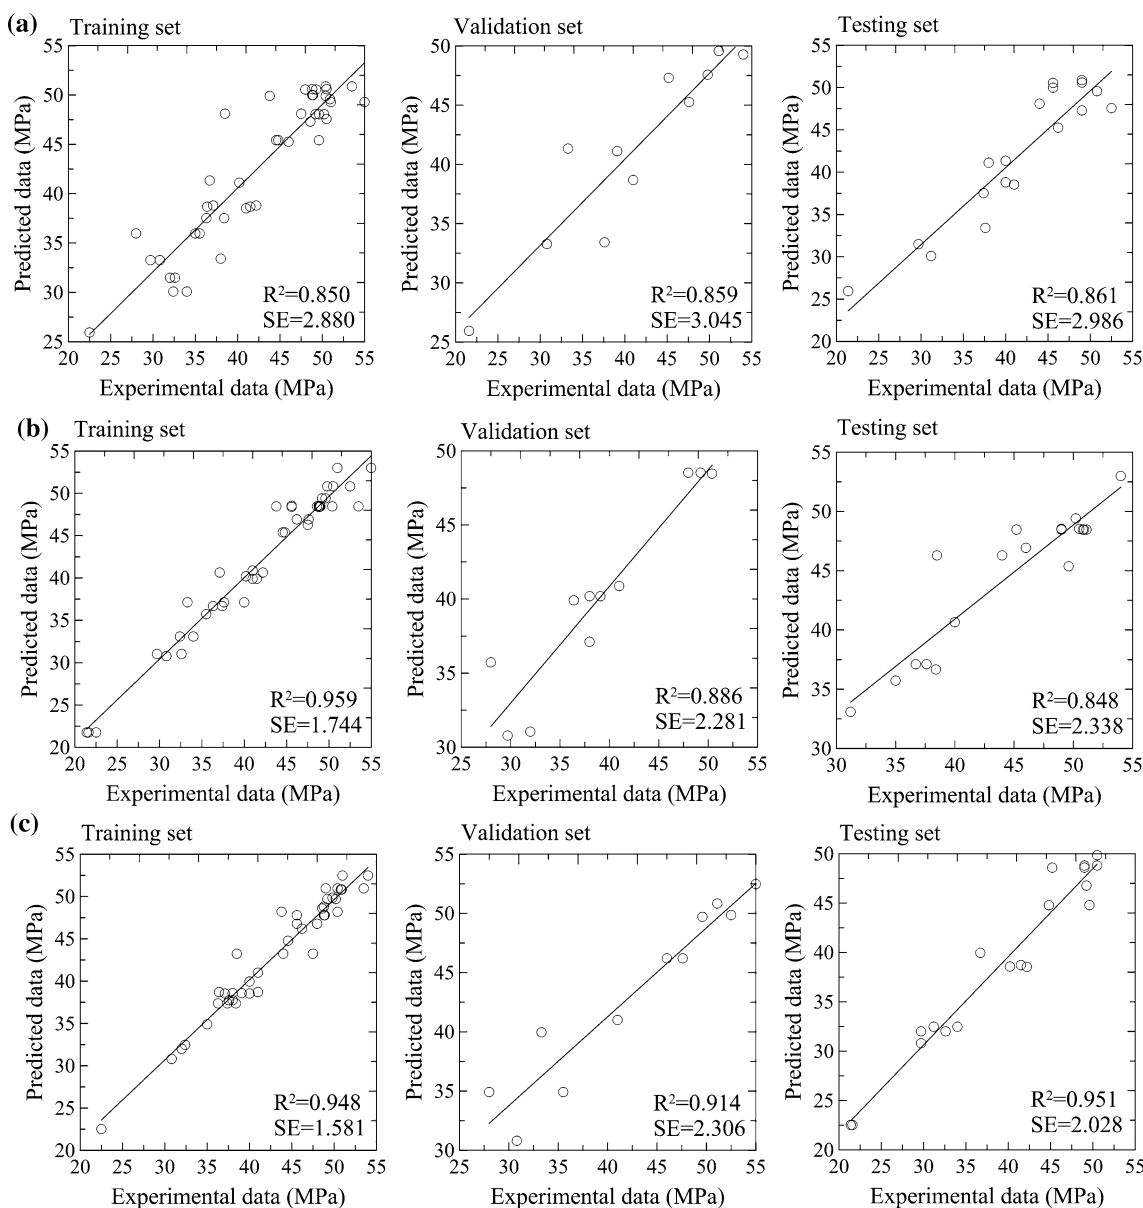 (a) Training set Validation set Testing set
55 50 55
50 45 50
45 40 45
40 35 40
35 30 35
30 25 30
25 20 25
20
Predicted data (MPa) Predicted data (MPa) Predicted data (MPa)
R²=0.850 R²=0.859 R²=0.861
SE=2.880 SE=3.045 SE=2.986
20 25 30 35 40 45 50 55 20 25 30 35 40 45 50 55 20 25 30 35 40 45 50 55
Experimental data (MPa) Experimental data (MPa) Experimental data (MPa)
(b) Training set Validation set Testing set
55 50 55
50 45 50
45 40 45
40 35 40
35 30 35
30 30
25
20
Predicted data (MPa) Predicted data (MPa) Predicted data (MPa)
R²=0.959 R²=0.886 R²=0.848
SE=1.744 SE=2.281 SE=2.338
20 25 30 35 40 45 50 55 25 30 35 40 45 50 55 30 35 40 45 50 55
Experimental data (MPa) Experimental data (MPa) Experimental data (MPa)
(c) Training set Validation set Testing set
55 55 50
50 50 45
45 45 40
40 40 35
35 35 30
30 30 25
25 20
20
Predicted data (MPa) Predicted data (MPa) Predicted data (MPa)
R²=0.948 R²=0.914 R²=0.951
SE=1.581 SE=2.306 SE=2.028
20 25 30 35 40 45 50 55 25 30 35 40 45 50 55 20 25 30 35 40 45 50 55
Experimental data (MPa) Experimental data (MPa) Experimental data (MPa)